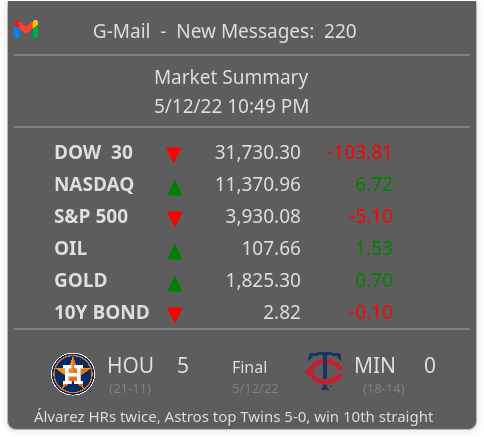 G-Mail - New Messages: 220
Market Summary
5/12/22 10:49 PM
DOW 30 ▼ 31,730.30 -103.81
NASDAQ ▲ 11,370.96 6.72
S&P 500 ▼ 3,930.08 -5.10
OIL ▲ 107.66 1.53
GOLD ▲ 1,825.30 0.70
10Y BOND ▼ 2.82 -0.10
HOU 5 Final MIN 0
(21-11) 5/12/22 (18-14)
Álvarez HRs twice, Astros top Twins 5-0, win 10th straight